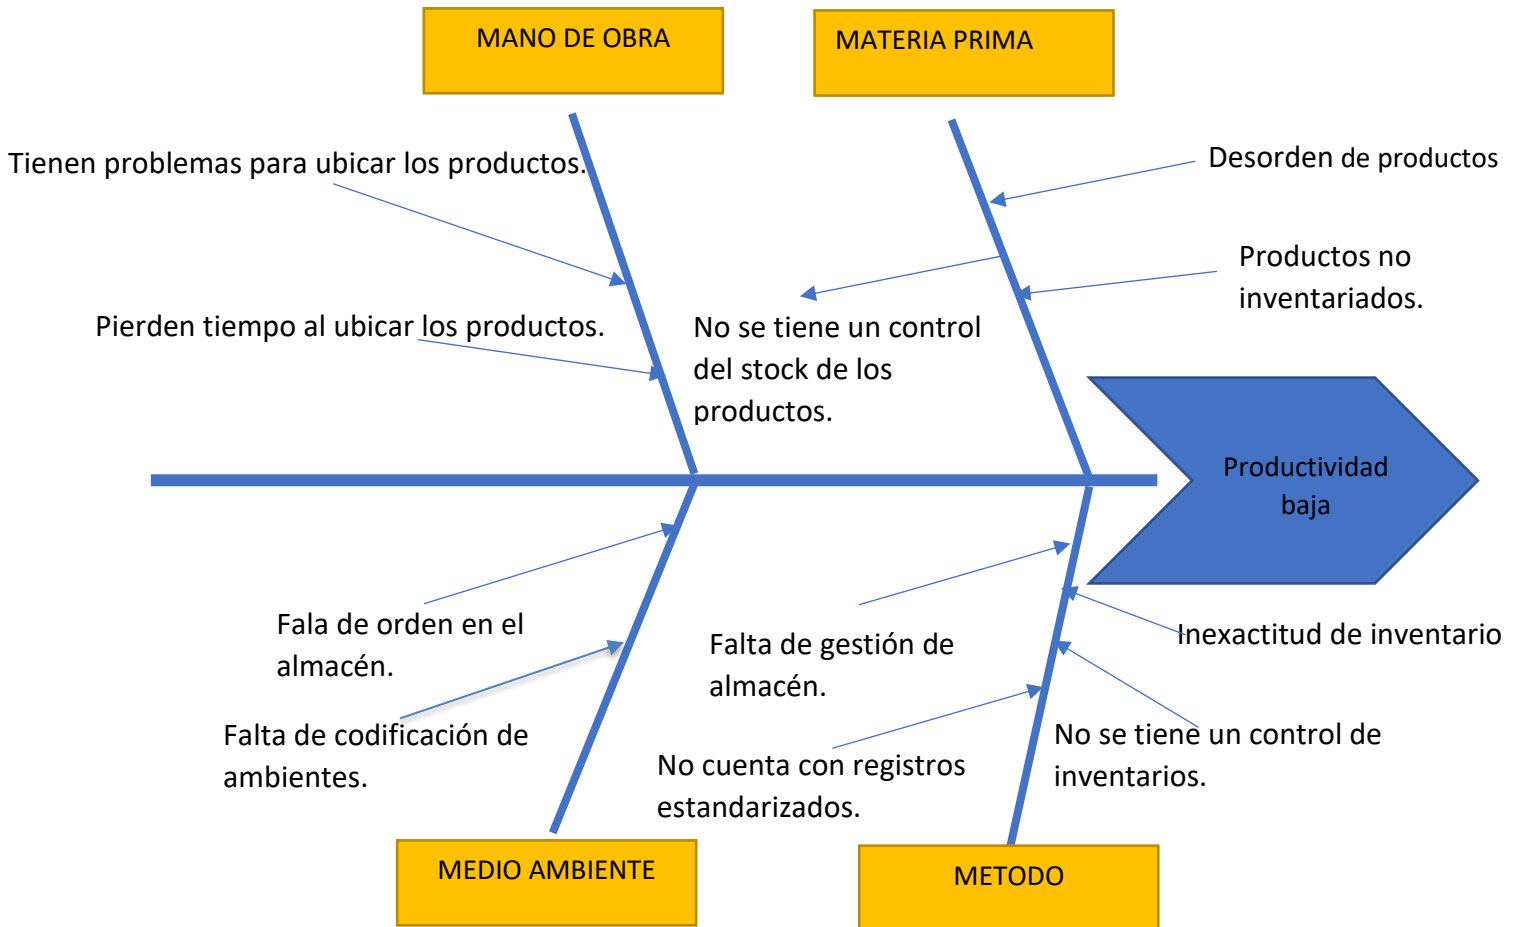 MANO DE OBRA
MATERIA PRIMA
Tienen problemas para ubicar los productos.
Desorden de productos
Pierden tiempo al ubicar los productos.
No se tiene un control
del stock de los
productos.
Productos no
inventariados.
Productividad
baja
Fala de orden en el
almacén.
Falta de codificación de
ambientes.
Falta de gestión de
almacén.
No cuenta con registros
estandarizados.
Inexactitud de inventario
No se tiene un control de
inventarios.
MEDIO AMBIENTE
METODO